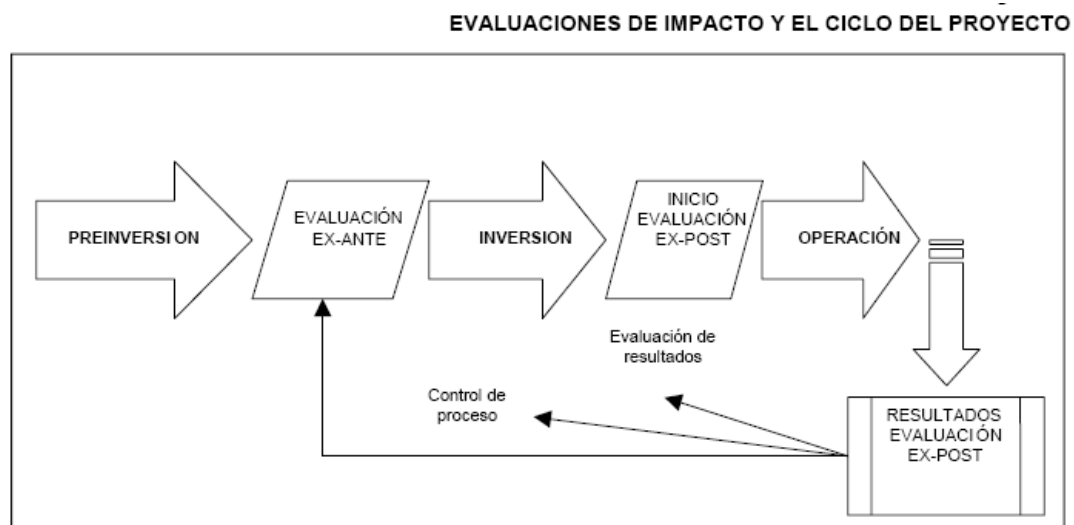 EVALUACIONES DE IMPACTO Y EL CICLO DEL PROYECTO
PREINVERSION
EVALUACIÓN
EX-ANTE
INVERSION
INICIO
EVALUACIÓN
EX-POST
OPERACIÓN
Evaluación de
resultados
Control de
proceso
RESULTADOS
EVALUACIÓN
EX-POST